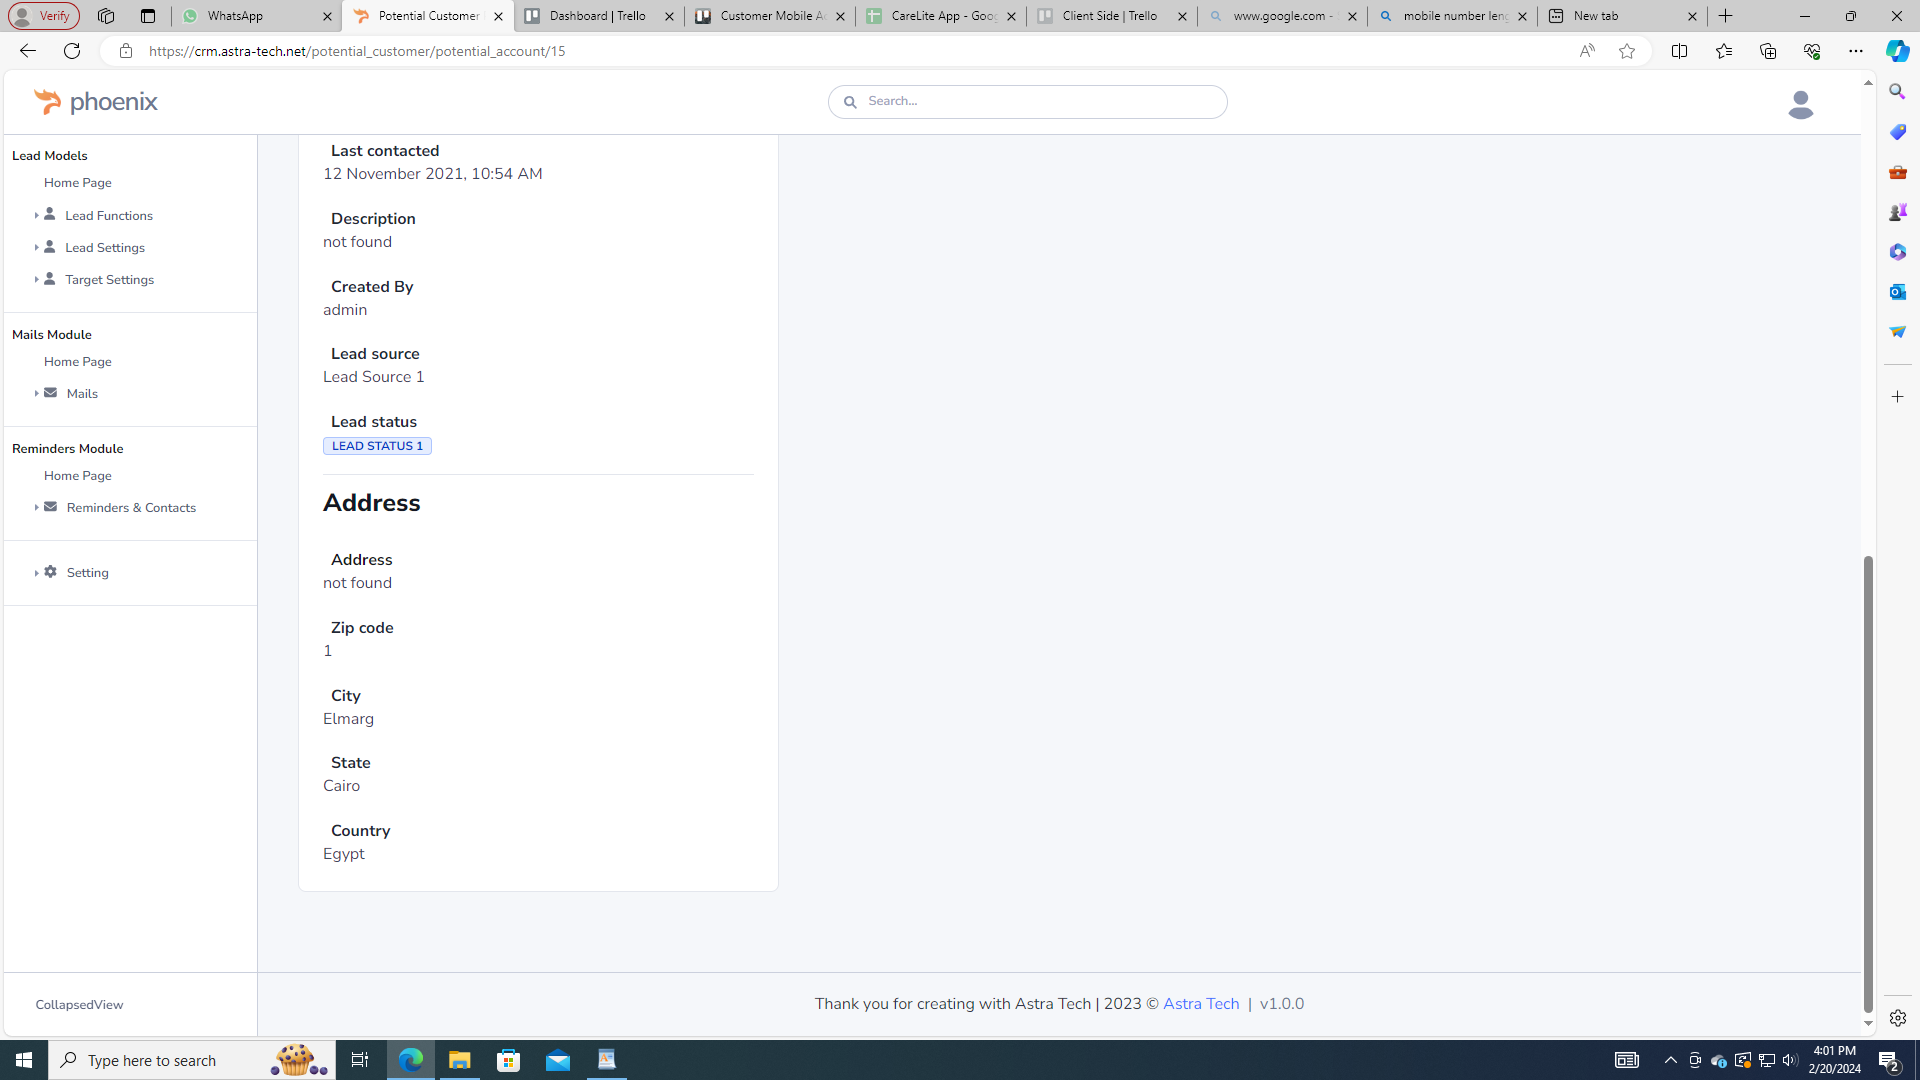 Verify
WhatsApp
Potential Customer
Dashboard | Trello
Customer Mobile A
CareLite App - Goog
Client Side | Trello
www.google.com -
mobile number leng
New tab
https://crm.astra-tech.net/potential_customer/potential_account/15
phoenix
Search...
Lead Models
Home Page
Lead Functions
Lead Settings
Target Settings
Mails Module
Home Page
Mails
Reminders Module
Home Page
Reminders & Contacts
Setting
CollapsedView
Last contacted
12 November 2021, 10:54 AM
Description
not found
Created By
admin
Lead source
Lead Source 1
Lead status
LEAD STATUS 1
Address
Address
not found
Zip code
1
City
Elmarg
State
Cairo
Country
Egypt
Thank you for creating with Astra Tech | 2023 © Astra Tech | v1.0.0
Type here to search
4:01 PM
2/20/2024
2